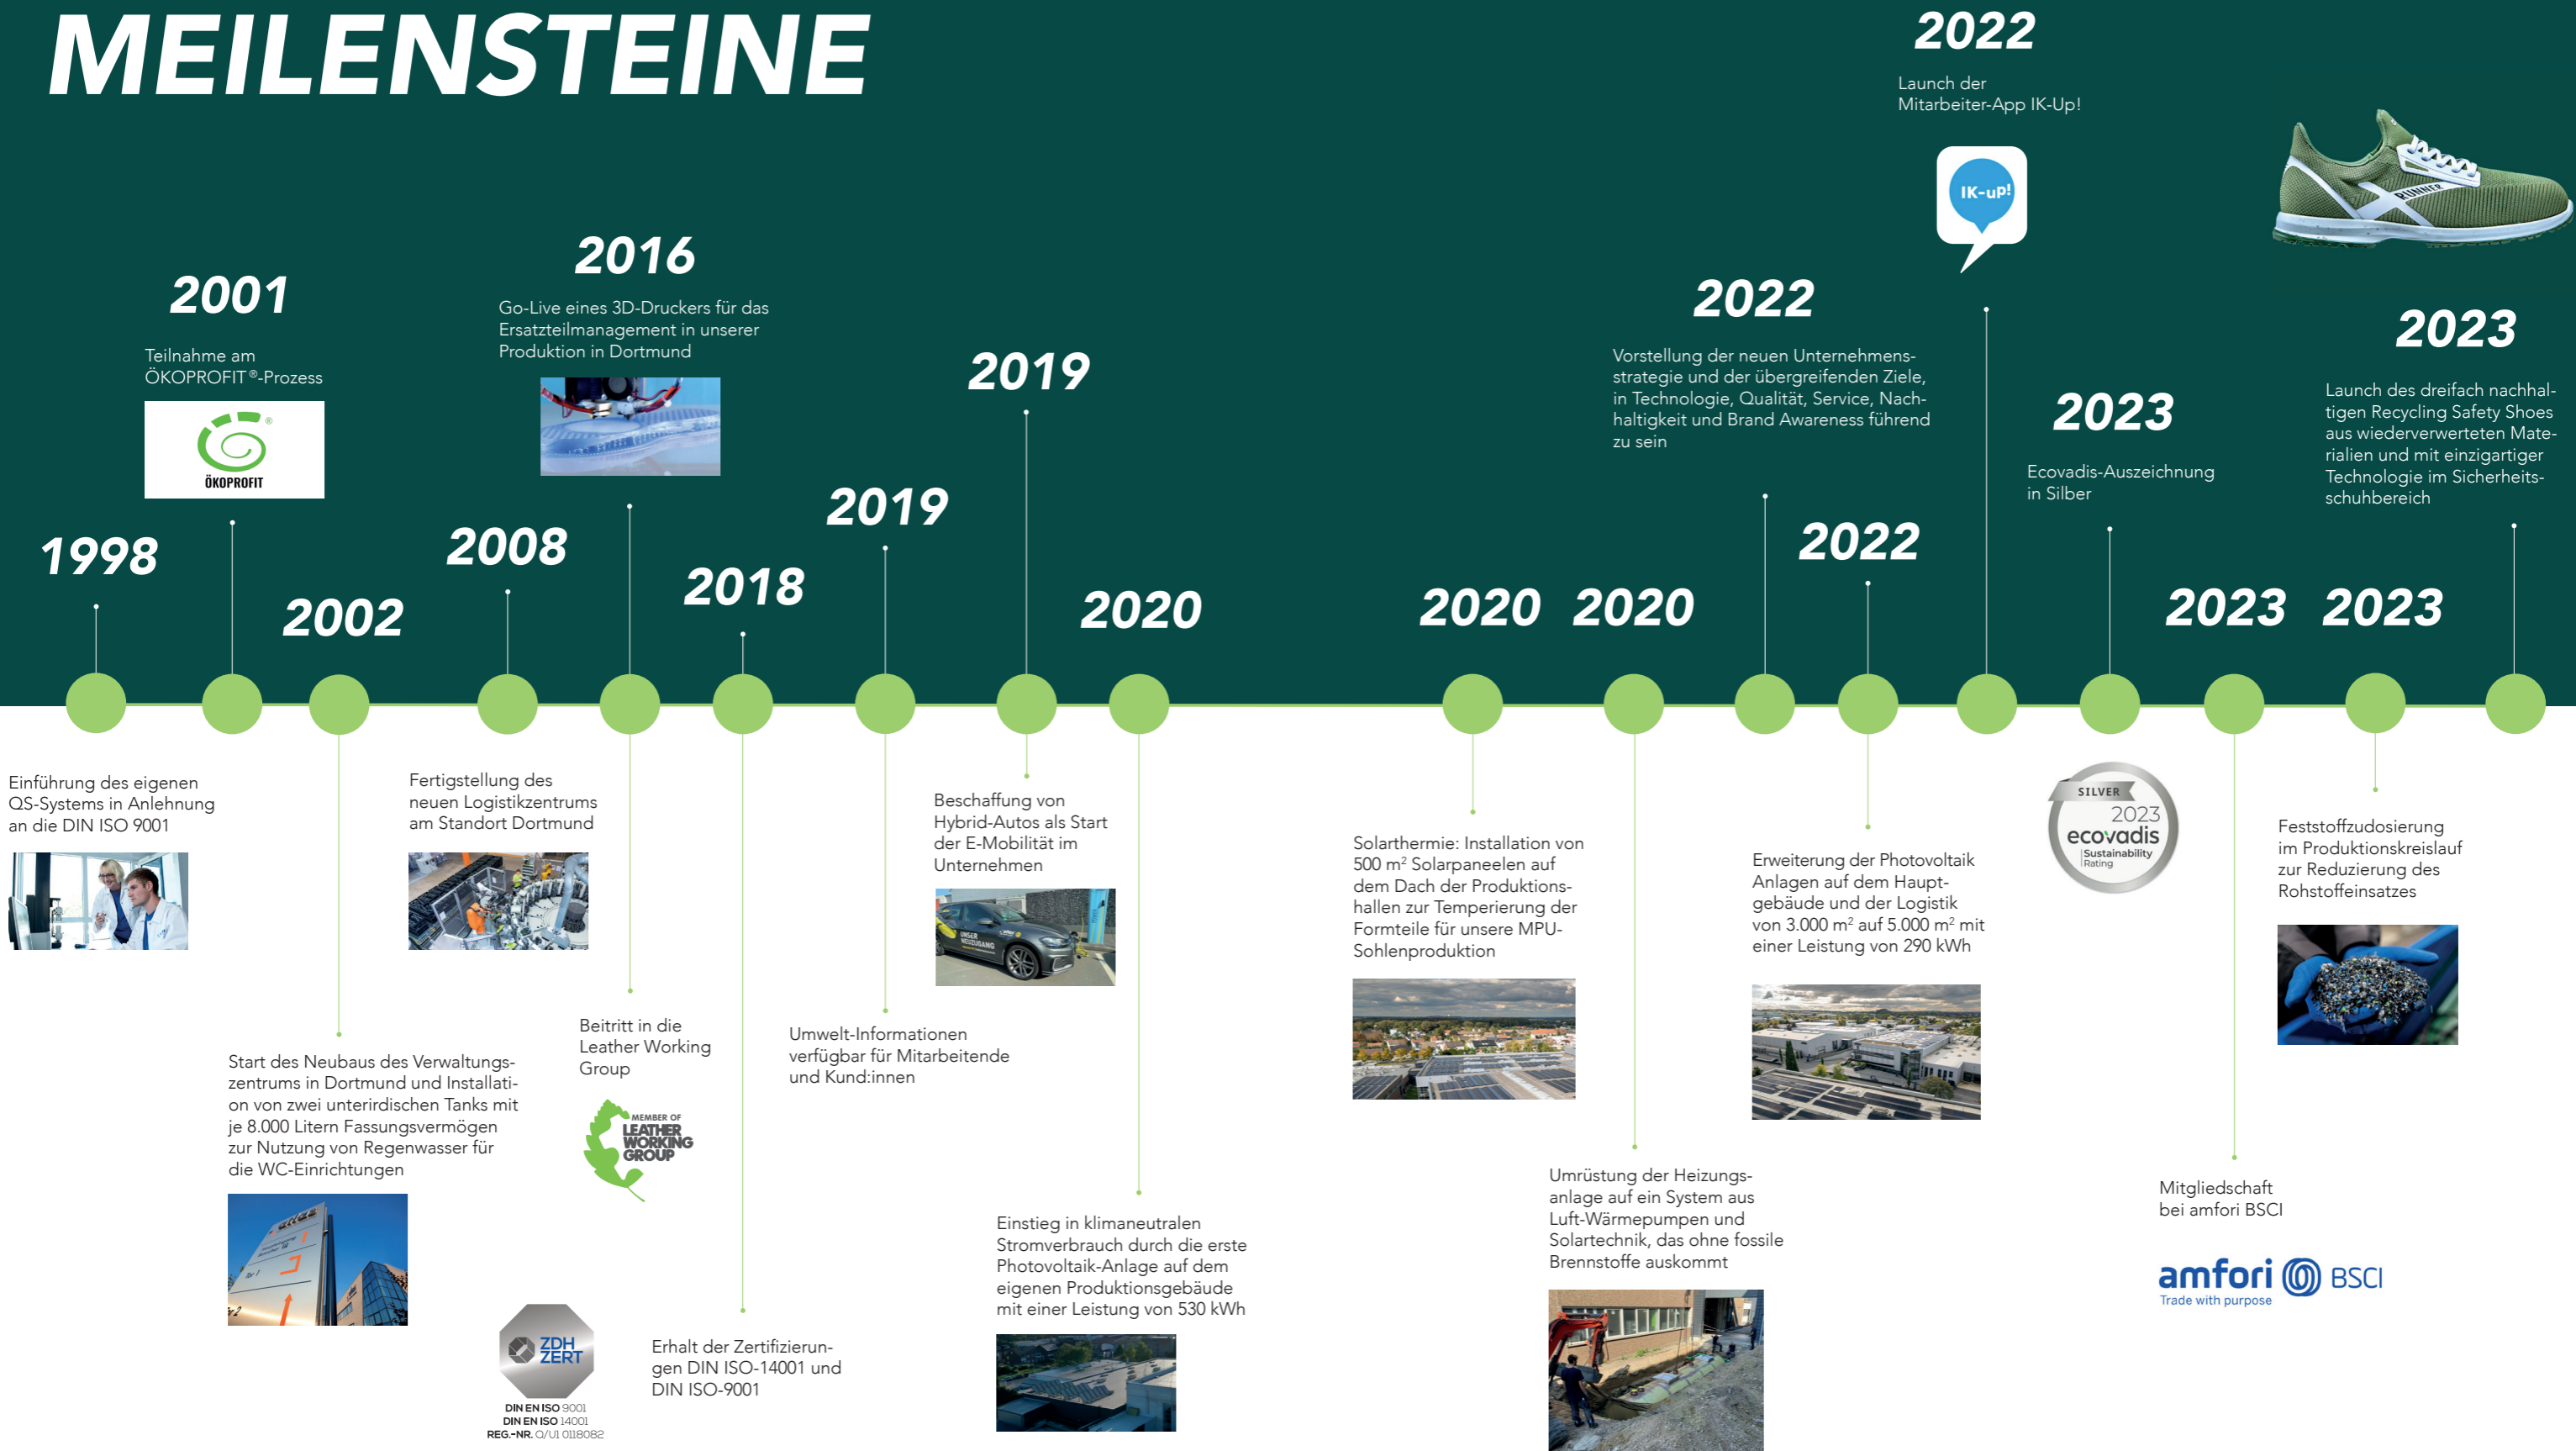 MEILENSTEINE
1998
Einführung des eigenen
QS-Systems in Anlehnung
an die DIN ISO 9001
2001
Teilnahme am
ÖKOPROFIT®-Prozess
®
ÖKOPROFIT
2002
Start des Neubaus des Verwaltungs-
zentrums in Dortmund und Installati-
on von zwei unterirdischen Tanks mit
je 8.000 Litern Fassungsvermögen
zur Nutzung von Regenwasser für
die WC-Einrichtungen
2008
Fertigstellung des
neuen Logistikzentrums
am Standort Dortmund
2016
Go-Live eines 3D-Druckers für das
Ersatzteilmanagement in unserer
Produktion in Dortmund
Beitritt in die
Leather Working
Group
MEMBER OF
LEATHER
WORKING
GROUP
2018
Erhalt der Zertifizierun-
gen DIN ISO-14001 und
DIN ISO-9001
ZDH
ZERT
DIN EN ISO 9001
DIN EN ISO 14001
REG.-NR. Q/U1 0118082
2019
Umwelt-Informationen
verfügbar für Mitarbeitende
und Kund:innen
2019
Beschaffung von
Hybrid-Autos als Start
der E-Mobilität im
Unternehmen
UNSER
NEUZUGANG
2020
Einstieg in klimaneutralen
Stromverbrauch durch die erste
Photovoltaik-Anlage auf dem
eigenen Produktionsgebäude
mit einer Leistung von 530 kWh
2020
Solarthermie: Installation von
500 m² Solarpaneelen auf
dem Dach der Produktions-
hallen zur Temperierung der
Formteile für unsere MPU-
Sohlenproduktion
2020
Umrüstung der Heizungs-
anlage auf ein System aus
Luft-Wärmepumpen und
Solartechnik, das ohne fossile
Brennstoffe auskommt
2022
Vorstellung der neuen Unternehmens-
strategie und der übergreifenden Ziele,
in Technologie, Qualität, Service, Nach-
haltigkeit und Brand Awareness führend
zu sein
2022
Erweiterung der Photovoltaik
Anlagen auf dem Haupt-
gebäude und der Logistik
von 3.000 m² auf 5.000 m² mit
einer Leistung von 290 kWh
2022
Launch der
Mitarbeiter-App IK-Up!
IK-up!
2023
Ecovadis-Auszeichnung
in Silber
SILVER
2023
ecovadis
Sustainability
Rating
2023
Mitgliedschaft
bei amfori BSCI
amfori BSCI
Trade with purpose
2023
Feststoffzudosierung
im Produktionskreislauf
zur Reduzierung des
Rohstoffeinsatzes
RUNNER
2023
Launch des dreifach nachhal-
tigen Recycling Safety Shoes
aus wiederverwerteten Mate-
rialien und mit einzigartiger
Technologie im Sicherheits-
schuhbereich